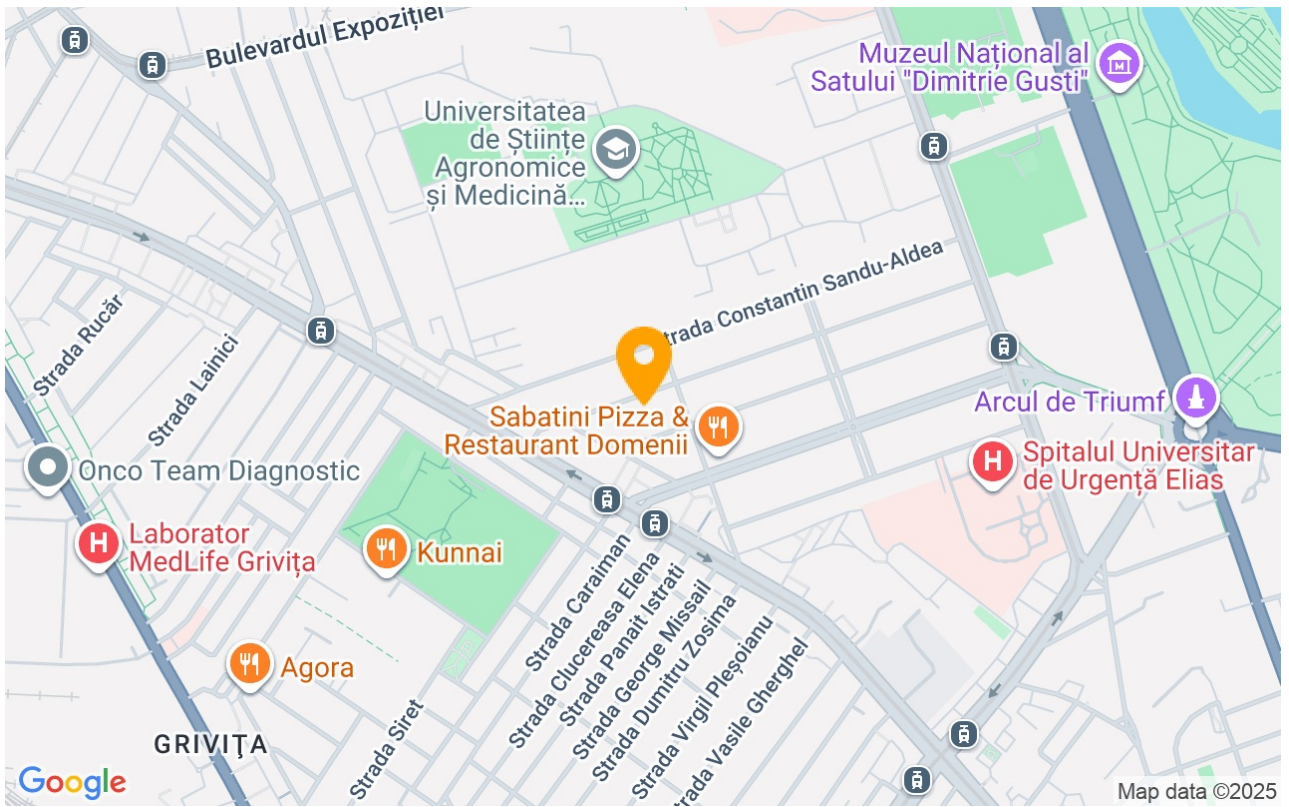 Bulevardul Expoziției
Muzeul Național al
Satului "Dimitrie Gusti"
Universitatea
de Științe
Agronomice
și Medicină...
Strada Constantin Sandu-Aldea
Strada Rucăr
Strada Lainici
Sabatini Pizza &
Restaurant Domenii
Arcul de Triumf
Spitalul Universitar
de Urgență Elias
Onco Team Diagnostic
Laborator
MedLife Grivița
Kunnai
Agora
GRIVIŢA
Strada Siret
Strada Caraiman
Strada Clucereasa Elena
Strada Panait Istrati
Strada George Missail
Strada Dumitru Zosima
Strada Virgil Pleșoianu
Strada Vasile Gherghel
Google
Map data ©2025